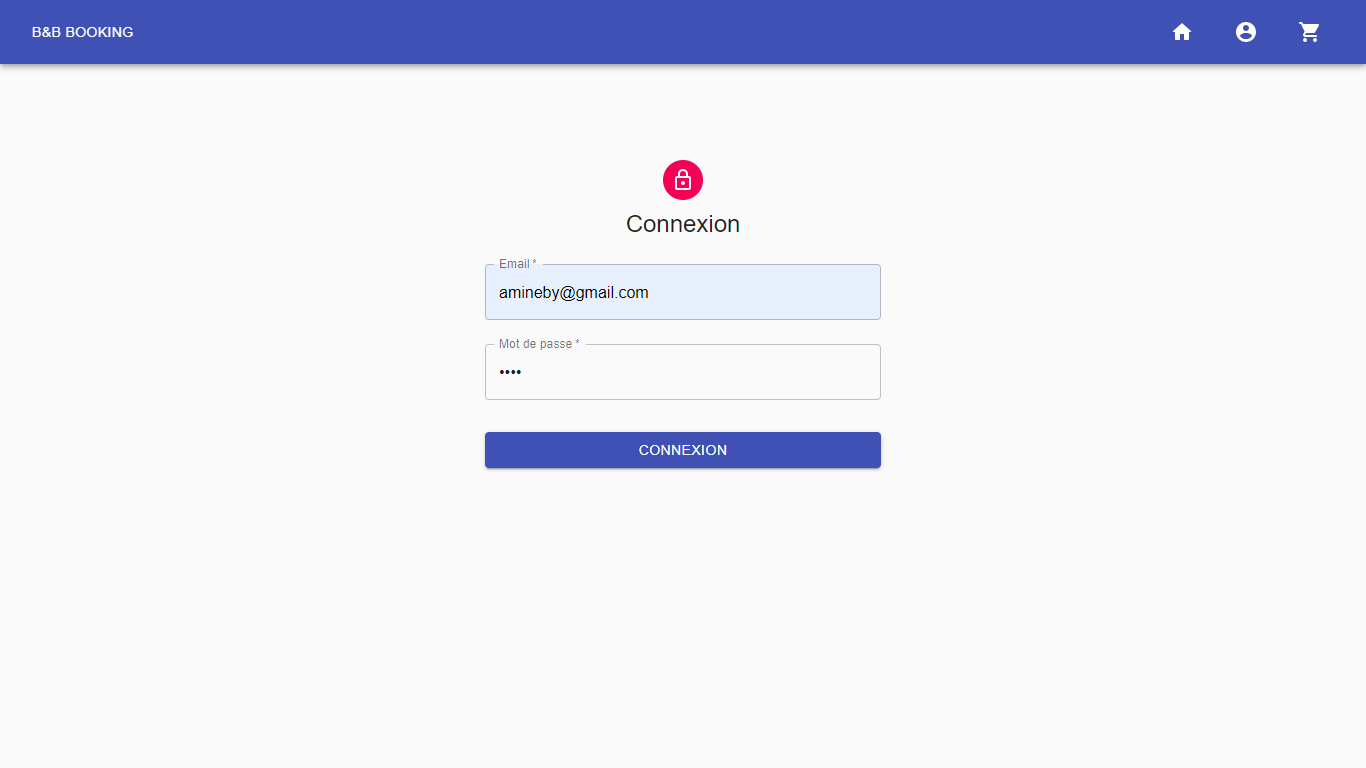 B&B BOOKING
Connexion
Email *
amineby@gmail.com
Mot de passe *
••••
CONNEXION